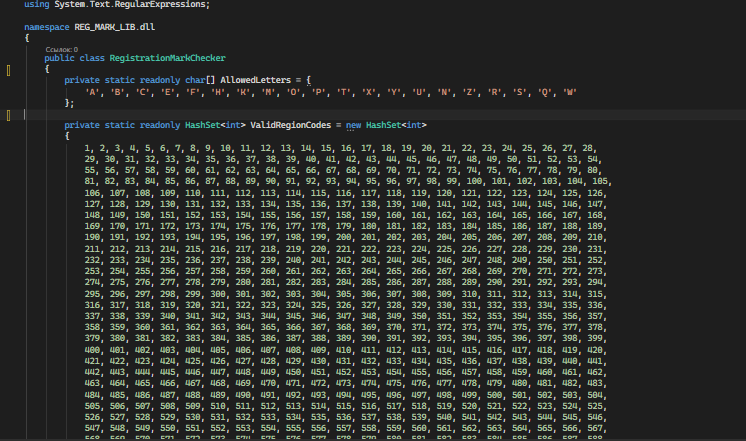 using System.Text.RegularExpressions;
namespace REG_MARK_LIB.dll
{
Ссылок: 0
public class RegistrationMarkChecker
{
private static readonly char[] AllowedLetters = {
'A', 'B', 'C', 'E', 'F', 'H', 'K', 'M', 'O', 'P', 'T', 'X', 'Y', 'U', 'N', 'Z', 'R', 'S', 'Q', 'W'
};
private static readonly HashSet<int> ValidRegionCodes = new HashSet<int>
{
1, 2, 3, 4, 5, 6, 7, 8, 9, 10, 11, 12, 13, 14, 15, 16, 17, 18, 19, 20, 21, 22, 23, 24, 25, 26, 27, 28,
29, 30, 31, 32, 33, 34, 35, 36, 37, 38, 39, 40, 41, 42, 43, 44, 45, 46, 47, 48, 49, 50, 51, 52, 53, 54,
55, 56, 57, 58, 59, 60, 61, 62, 63, 64, 65, 66, 67, 68, 69, 70, 71, 72, 73, 74, 75, 76, 77, 78, 79, 80,
81, 82, 83, 84, 85, 86, 87, 88, 89, 90, 91, 92, 93, 94, 95, 96, 97, 98, 99, 100, 101, 102, 103, 104, 105,
106, 107, 108, 109, 110, 111, 112, 113, 114, 115, 116, 117, 118, 119, 120, 121, 122, 123, 124, 125, 126,
127, 128, 129, 130, 131, 132, 133, 134, 135, 136, 137, 138, 139, 140, 141, 142, 143, 144, 145, 146, 147,
148, 149, 150, 151, 152, 153, 154, 155, 156, 157, 158, 159, 160, 161, 162, 163, 164, 165, 166, 167, 168,
169, 170, 171, 172, 173, 174, 175, 176, 177, 178, 179, 180, 181, 182, 183, 184, 185, 186, 187, 188, 189,
190, 191, 192, 193, 194, 195, 196, 197, 198, 199, 200, 201, 202, 203, 204, 205, 206, 207, 208, 209, 210,
211, 212, 213, 214, 215, 216, 217, 218, 219, 220, 221, 222, 223, 224, 225, 226, 227, 228, 229, 230, 231,
232, 233, 234, 235, 236, 237, 238, 239, 240, 241, 242, 243, 244, 245, 246, 247, 248, 249, 250, 251, 252,
253, 254, 255, 256, 257, 258, 259, 260, 261, 262, 263, 264, 265, 266, 267, 268, 269, 270, 271, 272, 273,
274, 275, 276, 277, 278, 279, 280, 281, 282, 283, 284, 285, 286, 287, 288, 289, 290, 291, 292, 293, 294,
295, 296, 297, 298, 299, 300, 301, 302, 303, 304, 305, 306, 307, 308, 309, 310, 311, 312, 313, 314, 315,
316, 317, 318, 319, 320, 321, 322, 323, 324, 325, 326, 327, 328, 329, 330, 331, 332, 333, 334, 335, 336,
337, 338, 339, 340, 341, 342, 343, 344, 345, 346, 347, 348, 349, 350, 351, 352, 353, 354, 355, 356, 357,
358, 359, 360, 361, 362, 363, 364, 365, 366, 367, 368, 369, 370, 371, 372, 373, 374, 375, 376, 377, 378,
379, 380, 381, 382, 383, 384, 385, 386, 387, 388, 389, 390, 391, 392, 393, 394, 395, 396, 397, 398, 399,
400, 401, 402, 403, 404, 405, 406, 407, 408, 409, 410, 411, 412, 413, 414, 415, 416, 417, 418, 419, 420,
421, 422, 423, 424, 425, 426, 427, 428, 429, 430, 431, 432, 433, 434, 435, 436, 437, 438, 439, 440, 441,
442, 443, 444, 445, 446, 447, 448, 449, 450, 451, 452, 453, 454, 455, 456, 457, 458, 459, 460, 461, 462,
463, 464, 465, 466, 467, 468, 469, 470, 471, 472, 473, 474, 475, 476, 477, 478, 479, 480, 481, 482, 483,
484, 485, 486, 487, 488, 489, 490, 491, 492, 493, 494, 495, 496, 497, 498, 499, 500, 501, 502, 503, 504,
505, 506, 507, 508, 509, 510, 511, 512, 513, 514, 515, 516, 517, 518, 519, 520, 521, 522, 523, 524, 525,
526, 527, 528, 529, 530, 531, 532, 533, 534, 535, 536, 537, 538, 539, 540, 541, 542, 543, 544, 545, 546,
547, 548, 549, 550, 551, 552, 553, 554, 555, 556, 557, 558, 559, 560, 561, 562, 563, 564, 565, 566, 567,
568, 569, 570, 571, 572, 573, 574, 575, 576, 577, 578, 579, 580, 581, 582, 583, 584, 585, 586, 587, 588,